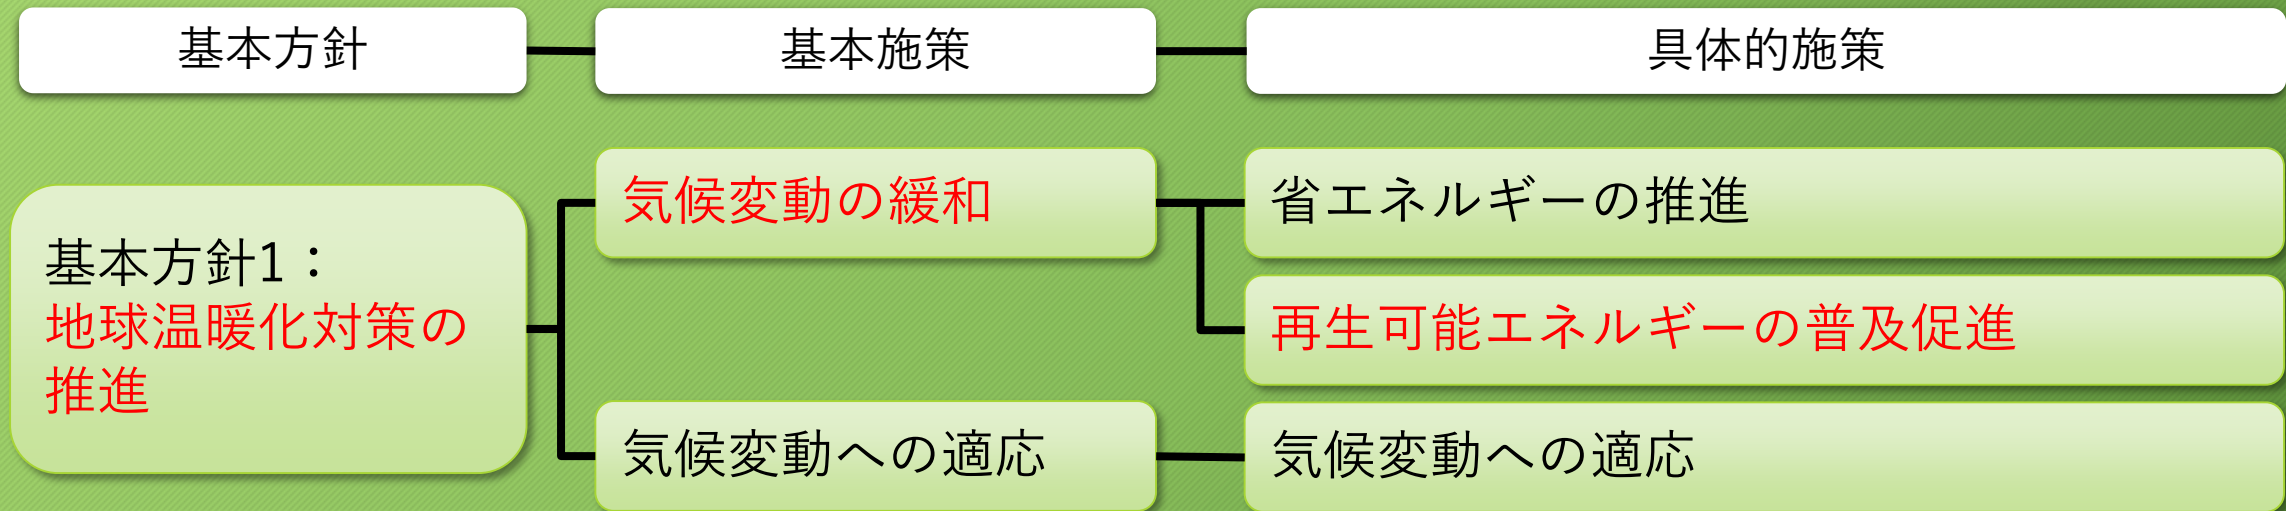 基本方針
基本施策
具体的施策
基本方針1：
地球温暖化対策の
推進
気候変動の緩和
省エネルギーの推進
再生可能エネルギーの普及促進
気候変動への適応
気候変動への適応